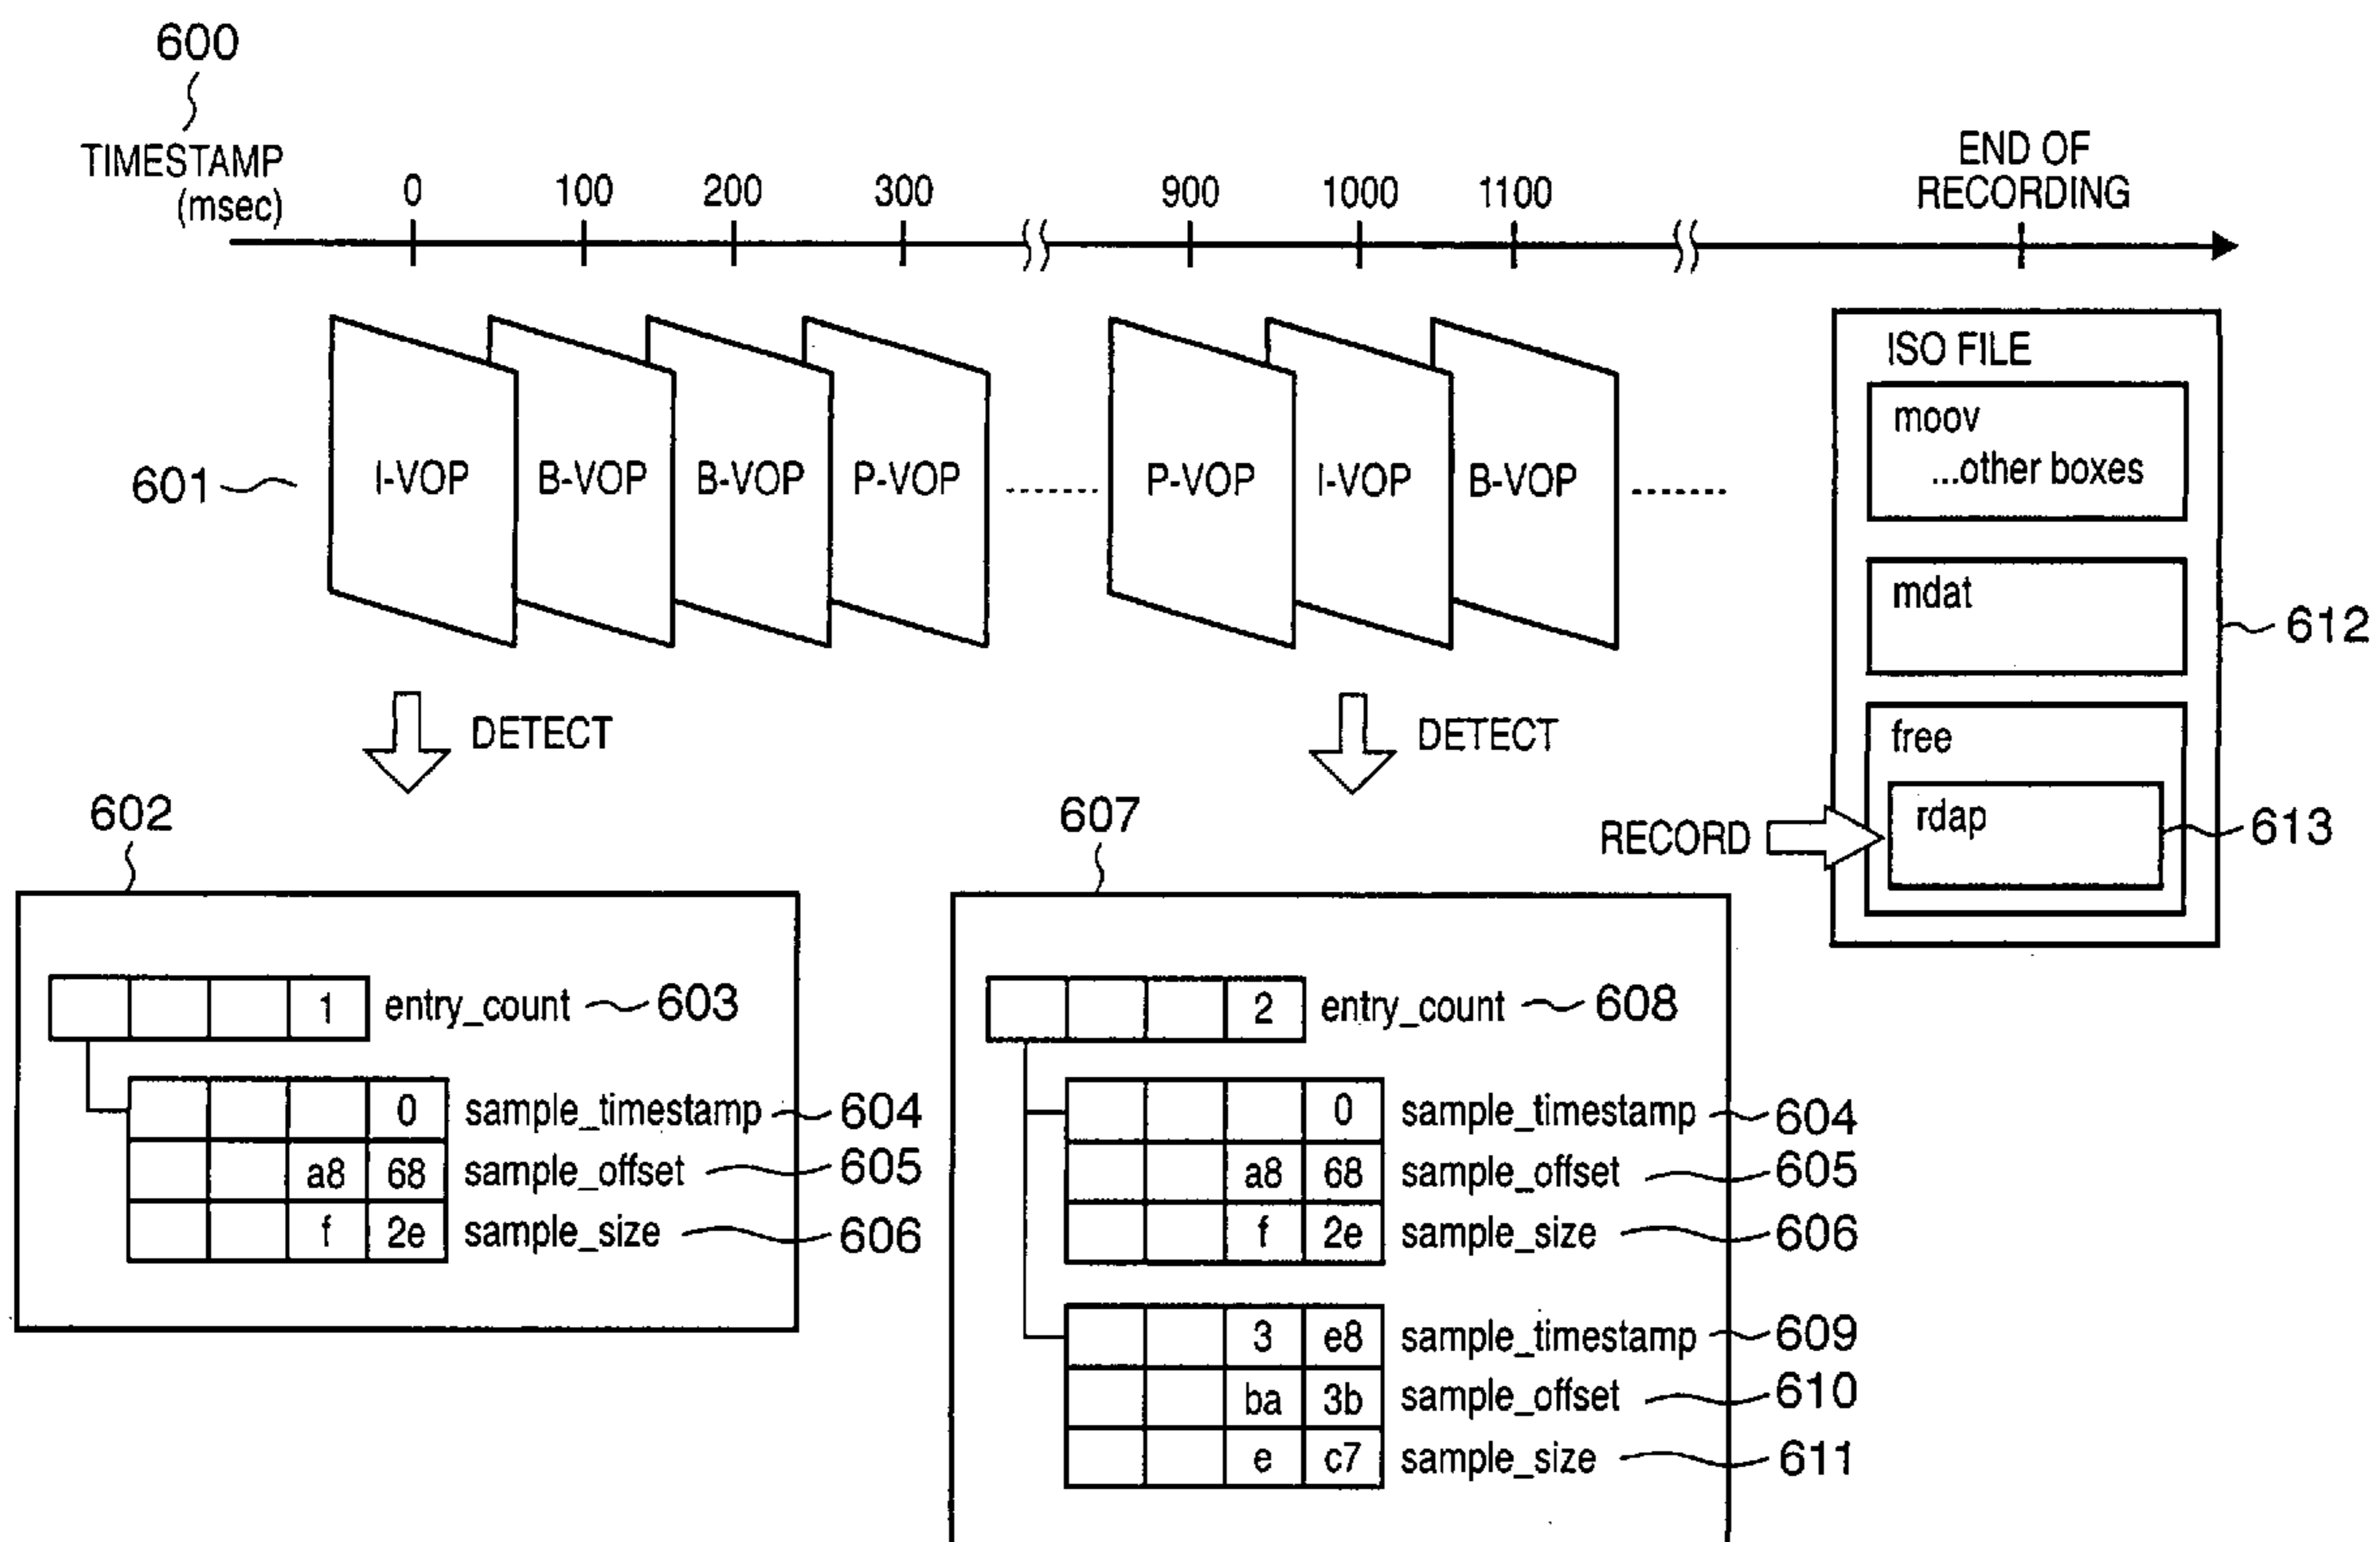 600
TIMESTAMP
(msec)
0 100 200 300 900 1000 1100
END OF
RECORDING
601
I-VOP B-VOP B-VOP P-VOP ........ P-VOP I-VOP B-VOP ........
ISO FILE
moov
...other boxes
mdat
612
free
rdap
613
DETECT
DETECT
RECORD
602
1 entry_count 603
0 sample_timestamp 604
a8 68 sample_offset 605
f 2e sample_size 606
607
2 entry_count 608
0 sample_timestamp 604
a8 68 sample_offset 605
f 2e sample_size 606
3 e8 sample_timestamp 609
ba 3b sample_offset 610
e c7 sample_size 611